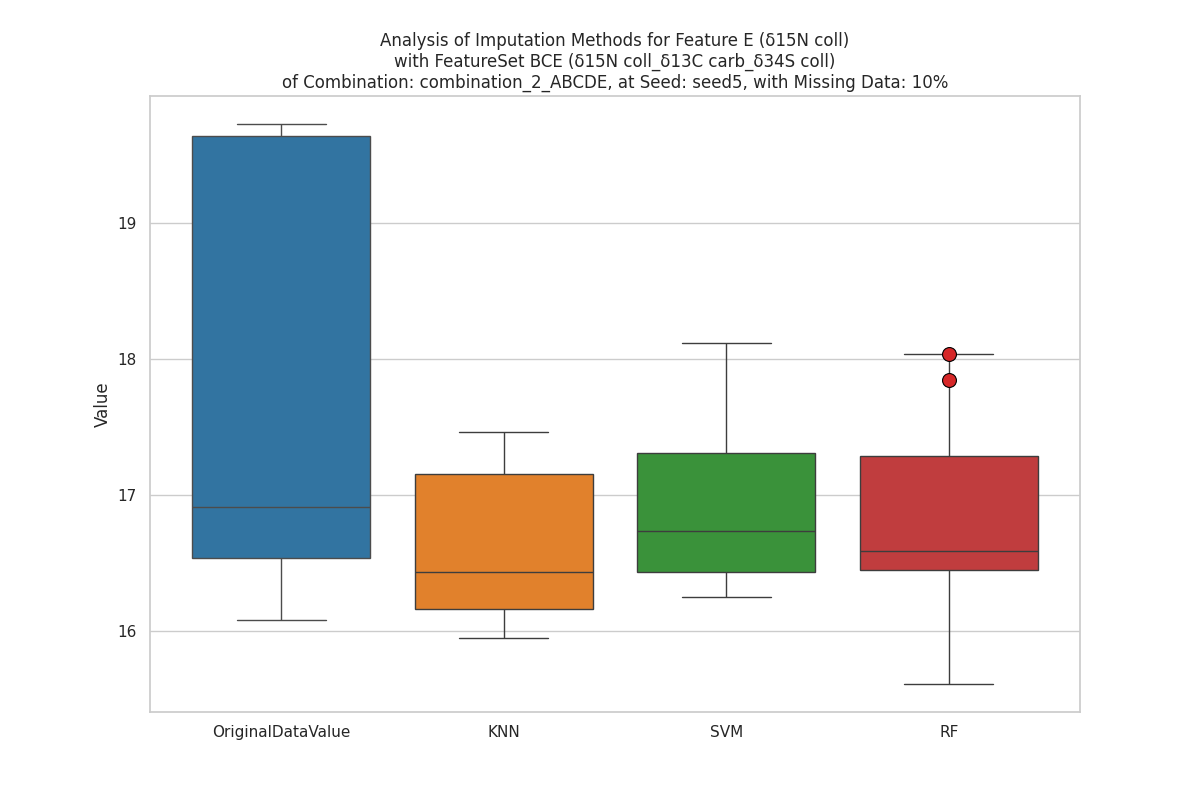 Analysis of Imputation Methods for Feature E (δ15N coll)
with FeatureSet BCE (δ15N coll_δ13C carb_δ34S coll)
of Combination: combination_2_ABCDE, at Seed: seed5, with Missing Data: 10%
Value
19
18
17
16
OriginalDataValue
KNN
SVM
RF